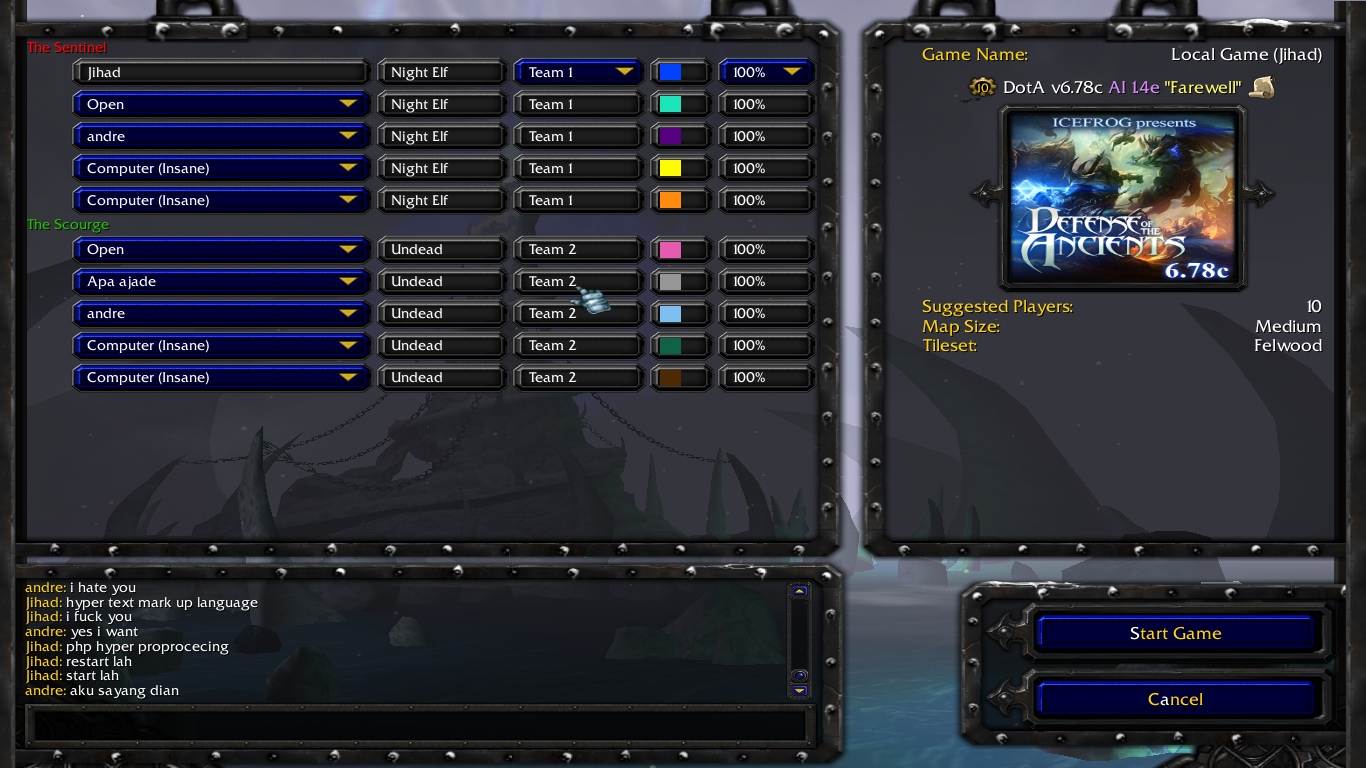 The Sentinel
Jihad Night Elf Team 1 100%
Open Night Elf Team 1 100%
andre Night Elf Team 1 100%
Computer (Insane) Night Elf Team 1 100%
Computer (Insane) Night Elf Team 1 100%
The Scourge
Open Undead Team 2 100%
Apa ajade Undead Team 2 100%
andre Undead Team 2 100%
Computer (Insane) Undead Team 2 100%
Computer (Insane) Undead Team 2 100%
Game Name: Local Game (Jihad)
10 DotA v6.78c AI 1.4e "Farewell"
ICEFROG presents
DEFENSE OF THE
ANCIENTS
6.78c
Suggested Players: 10
Map Size: Medium
Tileset: Felwood
andre: i hate you
Jihad: hyper text mark up language
Jihad: i fuck you
andre: yes i want
Jihad: php hyper proprocecing
Jihad: restart lah
Jihad: start lah
andre: aku sayang dian
Start Game
Cancel